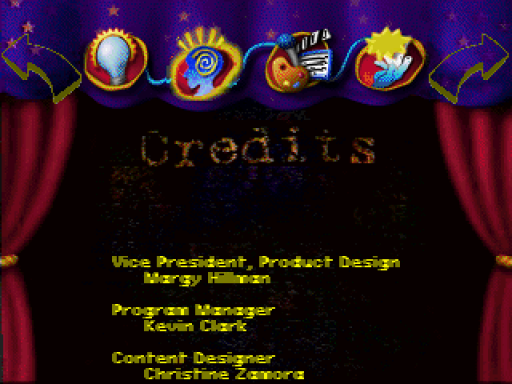 Credits
Vice President, Product Design
Margy Hillman
Program Manager
Kevin Clark
Content Designer
Christine Zamora